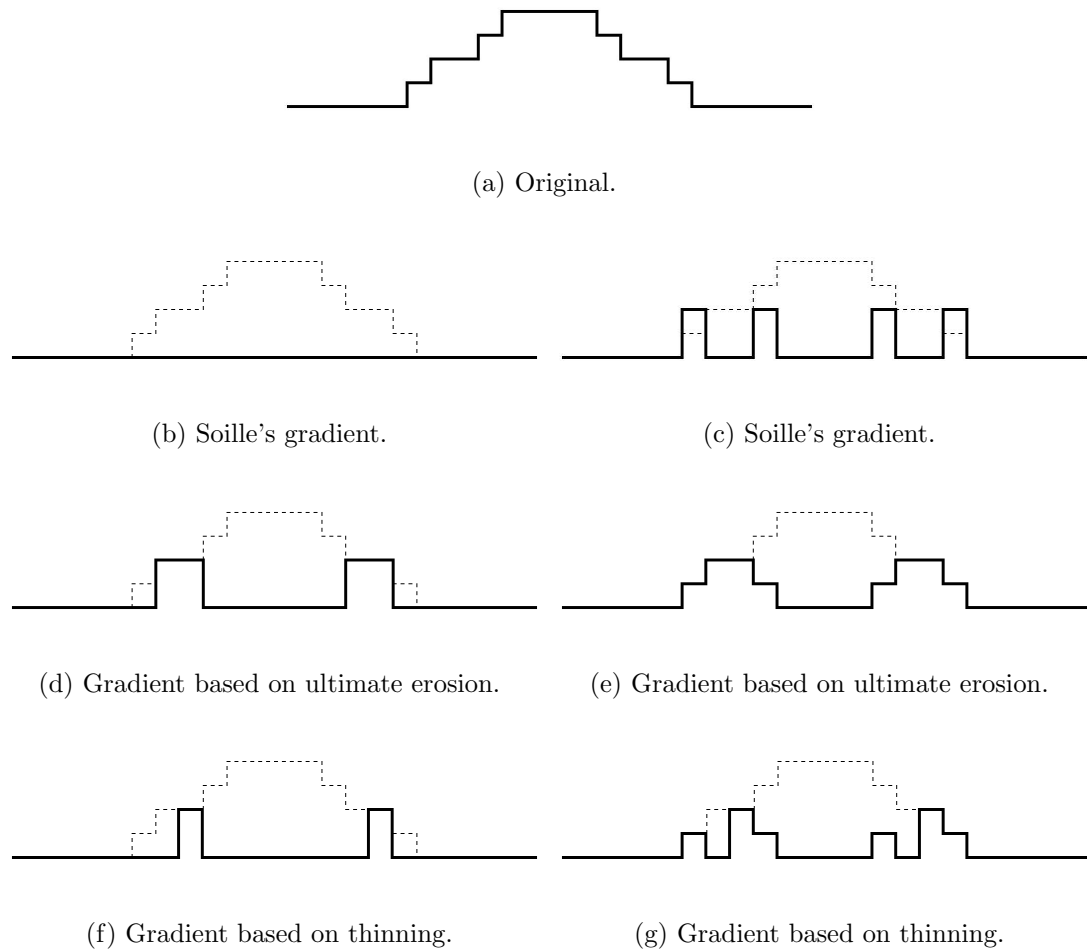 (a) Original.
(b) Soille's gradient.
(c) Soille's gradient.
(d) Gradient based on ultimate erosion.
(e) Gradient based on ultimate erosion.
(f) Gradient based on thinning.
(g) Gradient based on thinning.